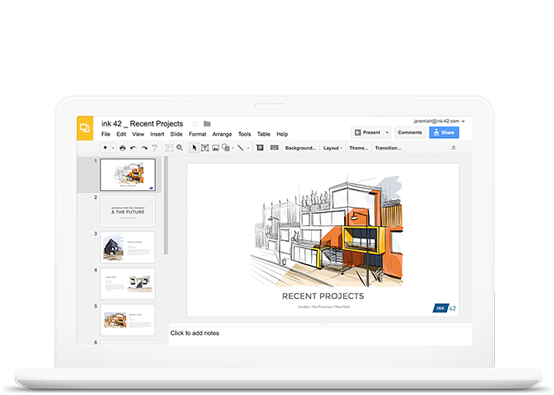 ink 42 _ Recent Projects
jeremiah@ink-42.com
File Edit View Insert Slide Format Arrange Tools Table Help
Present Comments Share
Background... Layout Theme... Transition...
1
RECENT PROJECTS
2
WE BUILD FOR THE PRESENT
& THE FUTURE
3
4
5
6
RECENT PROJECTS
London / San Francisco / New York
INK 42
Click to add notes